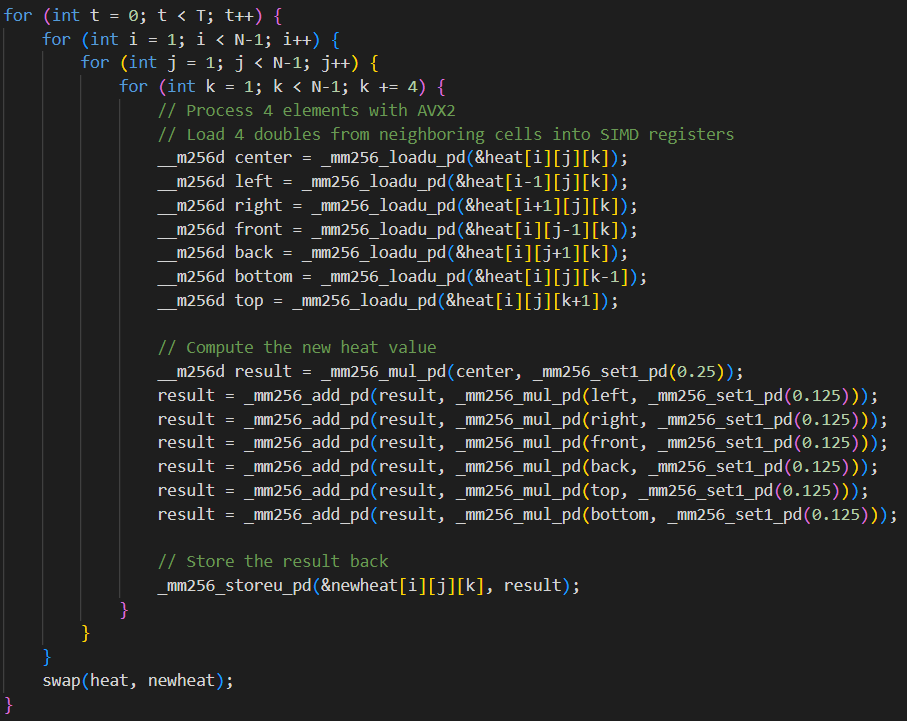 for (int t = 0; t < T; t++) {
    for (int i = 1; i < N-1; i++) {
        for (int j = 1; j < N-1; j++) {
            for (int k = 1; k < N-1; k += 4) {
                // Process 4 elements with AVX2
                // Load 4 doubles from neighboring cells into SIMD registers
                __m256d center = _mm256_loadu_pd(&heat[i][j][k]);
                __m256d left = _mm256_loadu_pd(&heat[i-1][j][k]);
                __m256d right = _mm256_loadu_pd(&heat[i+1][j][k]);
                __m256d front = _mm256_loadu_pd(&heat[i][j-1][k]);
                __m256d back = _mm256_loadu_pd(&heat[i][j+1][k]);
                __m256d bottom = _mm256_loadu_pd(&heat[i][j][k-1]);
                __m256d top = _mm256_loadu_pd(&heat[i][j][k+1]);

                // Compute the new heat value
                __m256d result = _mm256_mul_pd(center, _mm256_set1_pd(0.25));
                result = _mm256_add_pd(result, _mm256_mul_pd(left, _mm256_set1_pd(0.125)));
                result = _mm256_add_pd(result, _mm256_mul_pd(right, _mm256_set1_pd(0.125)));
                result = _mm256_add_pd(result, _mm256_mul_pd(front, _mm256_set1_pd(0.125)));
                result = _mm256_add_pd(result, _mm256_mul_pd(back, _mm256_set1_pd(0.125)));
                result = _mm256_add_pd(result, _mm256_mul_pd(top, _mm256_set1_pd(0.125)));
                result = _mm256_add_pd(result, _mm256_mul_pd(bottom, _mm256_set1_pd(0.125)));

                // Store the result back
                _mm256_storeu_pd(&newheat[i][j][k], result);
            }
        }
    }
    swap(heat, newheat);
}